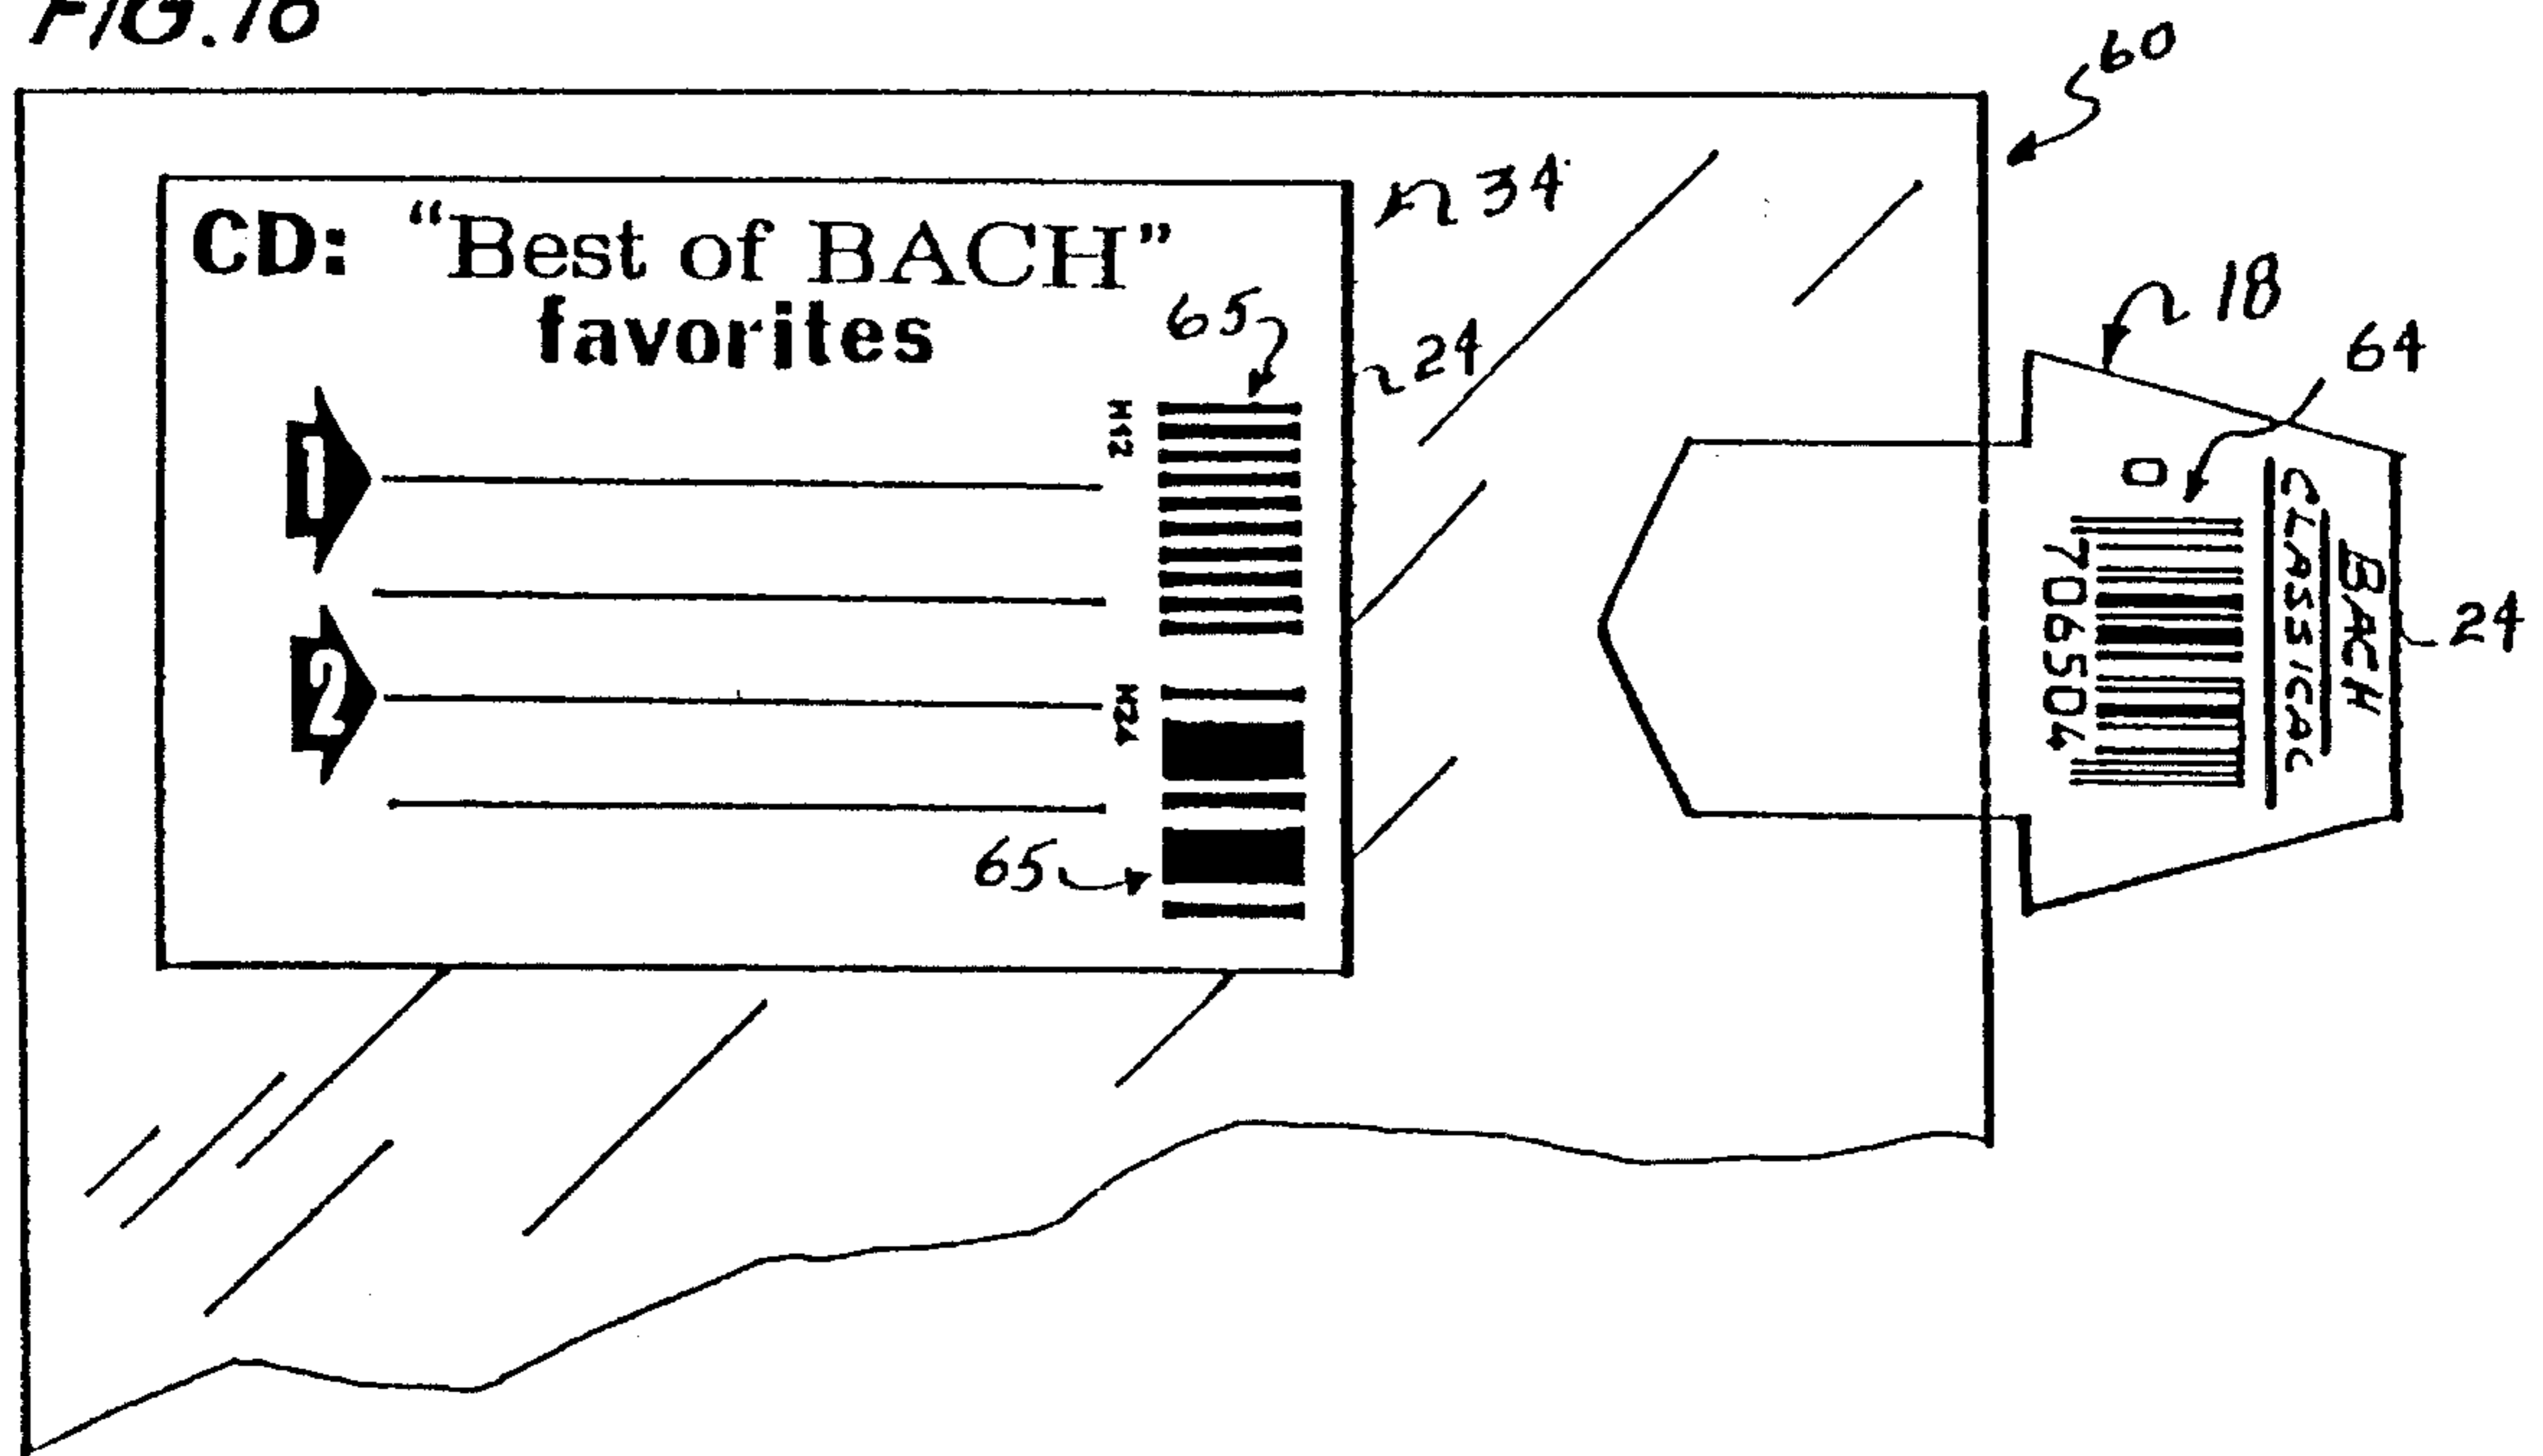 FIG.16
60
34
CD: "Best of BACH"
favorites
65
24
18
64
1
2
65
0
7066504
CLASSICAL
BACH
24